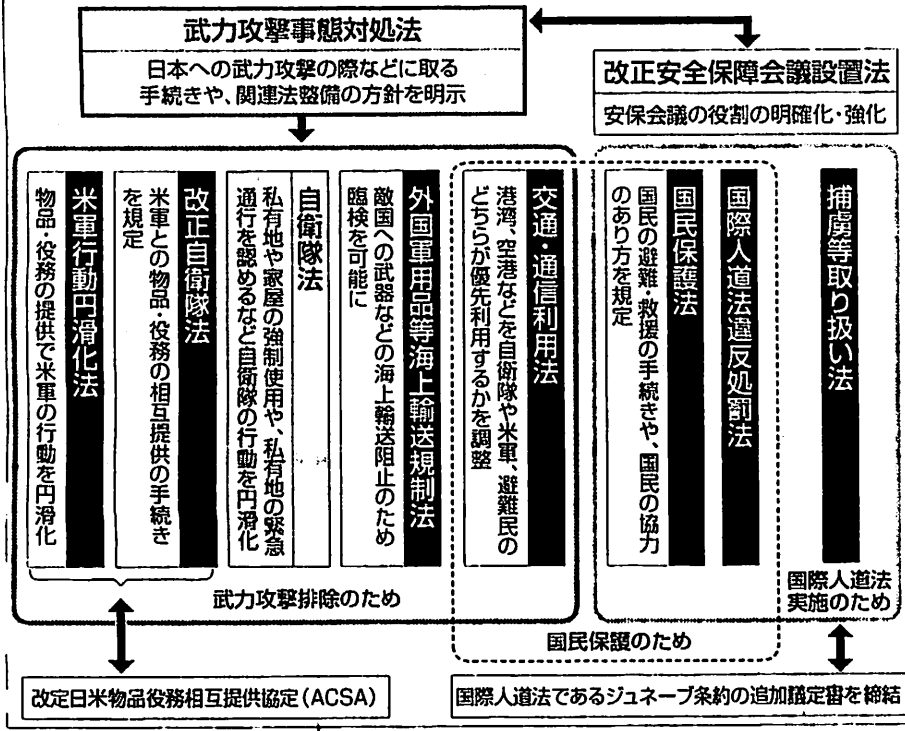 武力攻撃事態対処法
日本への武力攻撃の際などに取る
手続きや、関連法整備の方針を明示
改正安全保障会議設置法
安保会議の役割の明確化・強化
捕虜等取り扱い法
国際人道法
実施のため
国際人道法違反処罰法
国民保護法
国民の避難・救援の手続きや、国民の協力
のあり方を規定
交通・通信利用法
港湾、空港などを自衛隊や米軍、避難民の
どちらが優先利用するかを調整
外国軍用品等海上輸送規制法
敵国への武器などの海上輸送阻止のため
臨検を可能に
自衛隊法
私有地や家屋の強制使用や、私有地の緊急
通行を認めるなど自衛隊の行動を円滑化
改正自衛隊法
米軍との物品・役務の相互提供の手続き
を規定
米軍行動円滑化法
物品・役務の提供で米軍の行動を円滑化
武力攻撃排除のため
国民保護のため
改定日米物品役務相互提供協定(ACSA)
国際人道法であるジュネーブ条約の追加議定書を締結